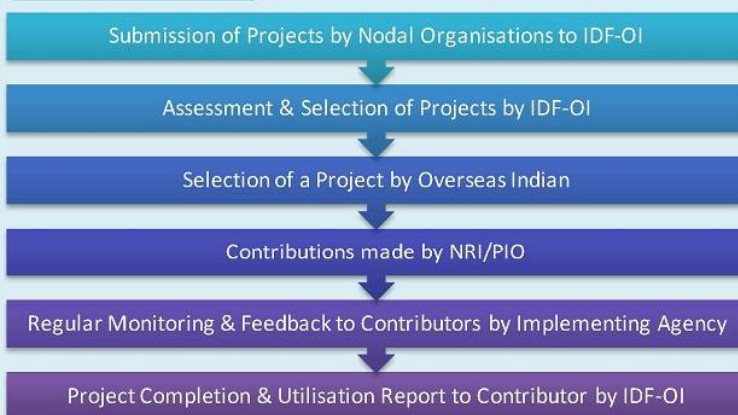 Submission of Projects by Nodal Organisations to IDF-OI
Assessment & Selection of Projects by IDF-OI
Selection of a Project by Overseas Indian
Contributions made by NRI/PIO
Regular Monitoring & Feedback to Contributors by Implementing Agency
Project Completion & Utilisation Report to Contributor by IDF-OI